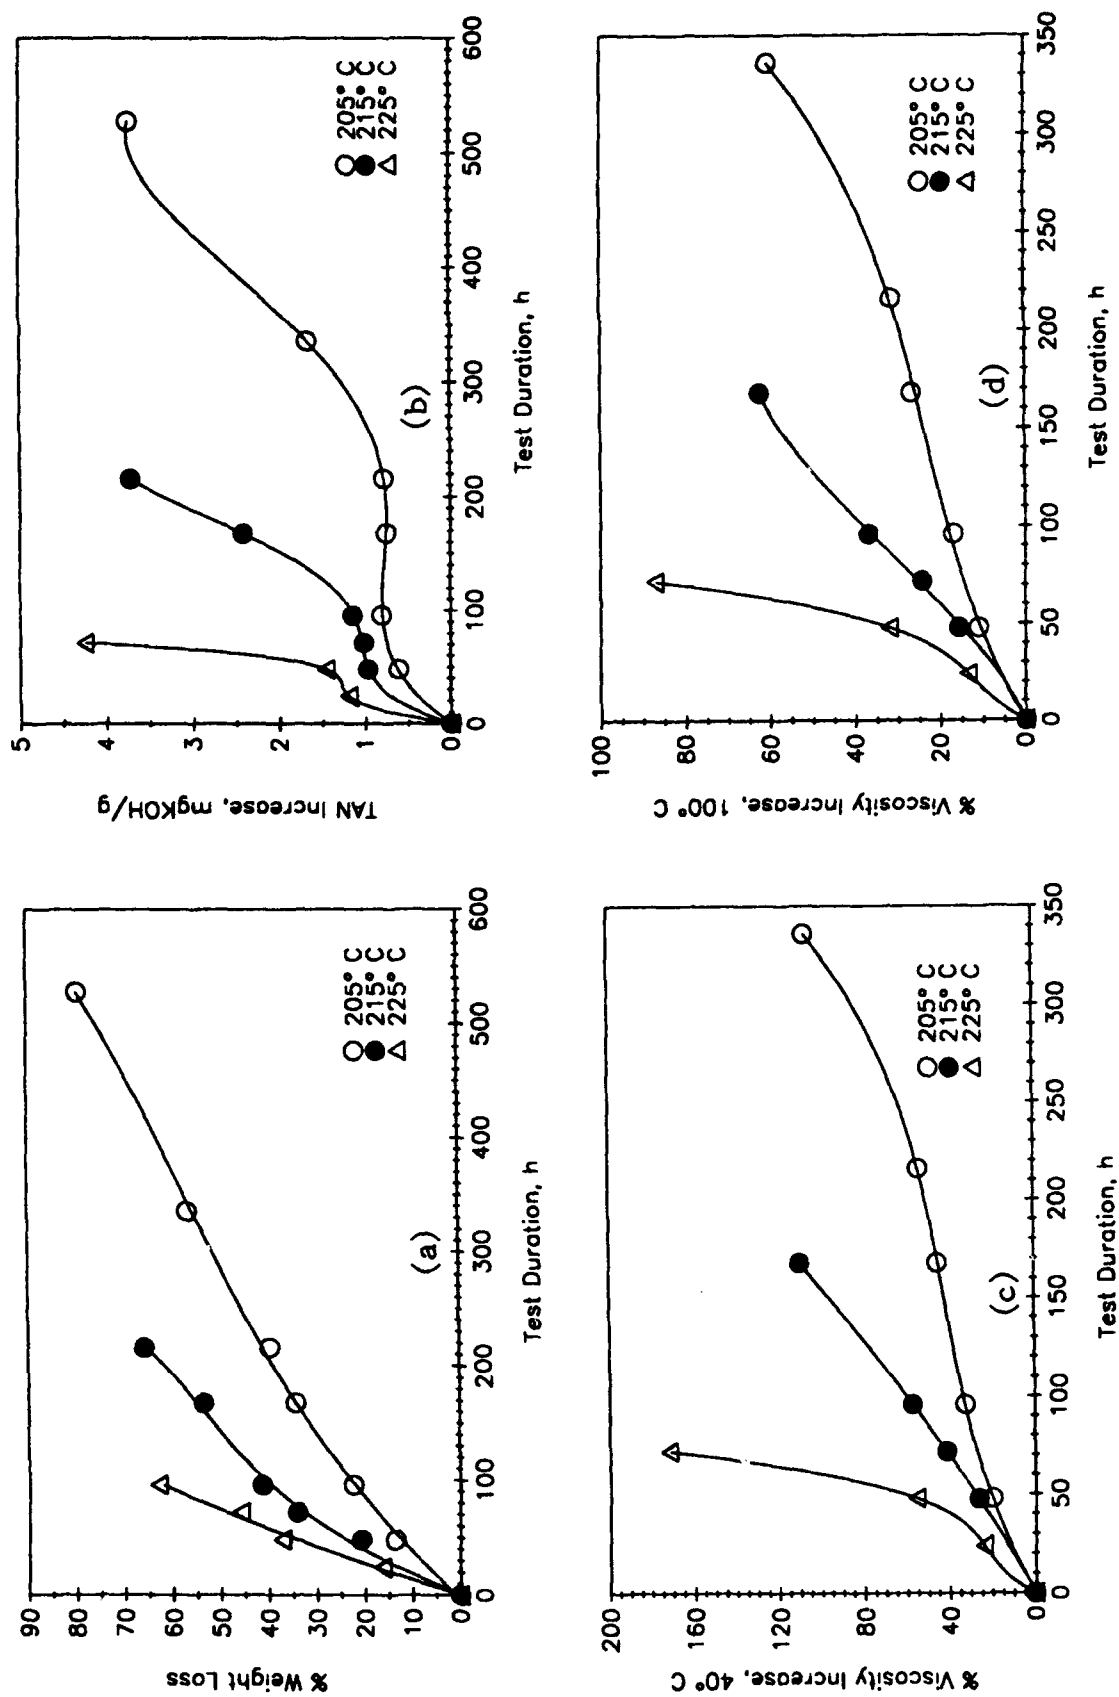 90
80
70
60
50
40
30
20
10
0
% Weight Loss
0
100
200
300
400
500
600
Test Duration, h
205° C
215° C
225° C
(a)
5
4
3
2
1
0
TAN Increase, mgKOH/g
0
100
200
300
400
500
600
Test Duration, h
205° C
215° C
225° C
(b)
200
160
120
80
40
0
% Viscosity Increase, 40° C
0
50
100
150
200
250
300
350
Test Duration, h
205° C
215° C
225° C
(c)
100
80
60
40
20
0
% Viscosity Increase, 100° C
0
50
100
150
200
250
300
350
Test Duration, h
205° C
215° C
225° C
(d)